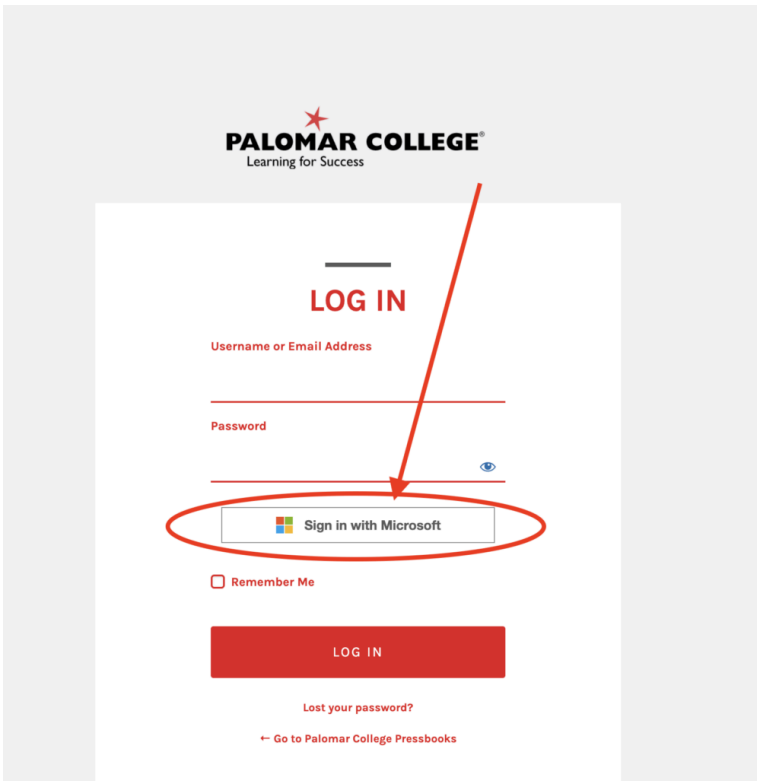 PALOMAR COLLEGE®
Learning for Success
LOG IN
Username or Email Address
Password
Sign in with Microsoft
Remember Me
LOG IN
Lost your password?
← Go to Palomar College Pressbooks